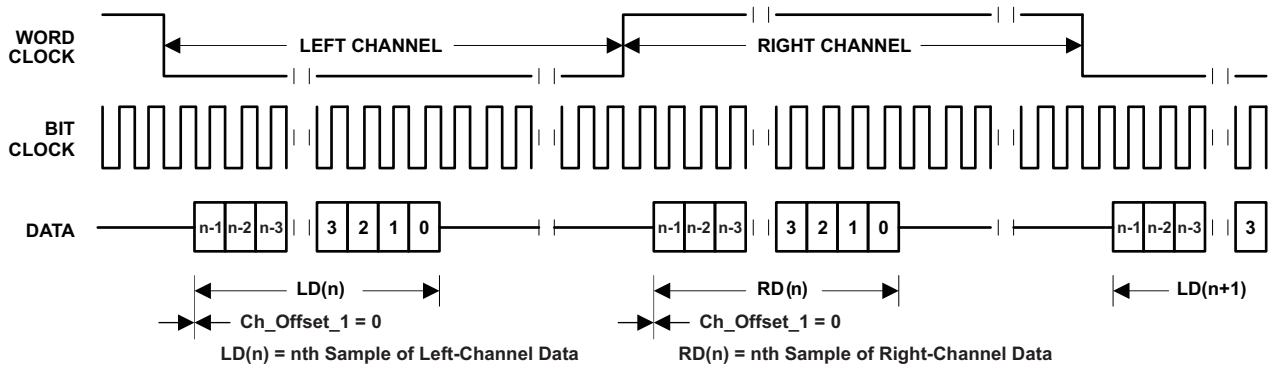 WORD
CLOCK
LEFT CHANNEL
RIGHT CHANNEL
BIT
CLOCK
DATA
n-1 n-2 n-3 3 2 1 0 n-1 n-2 n-3 3 2 1 0 n-1 n-2 n-3 3
LD(n) RD(n) LD(n+1)
Ch_Offset_1 = 0 Ch_Offset_1 = 0
LD(n) = nth Sample of Left-Channel Data RD(n) = nth Sample of Right-Channel Data